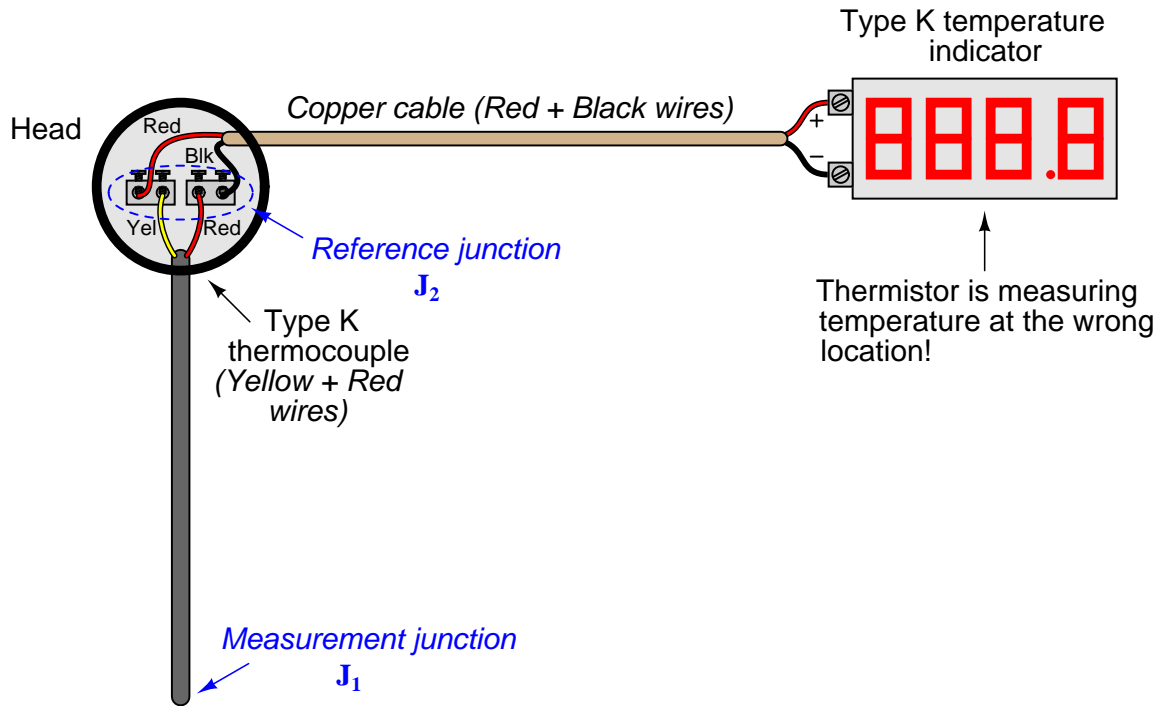 Type K temperature
indicator
Copper cable (Red + Black wires)
Head
Red
Blk
+
−
888.8
Yel
Red
Reference junction
J2
Thermistor is measuring
temperature at the wrong
location!
Type K
thermocouple
(Yellow + Red
wires)
Measurement junction
J1